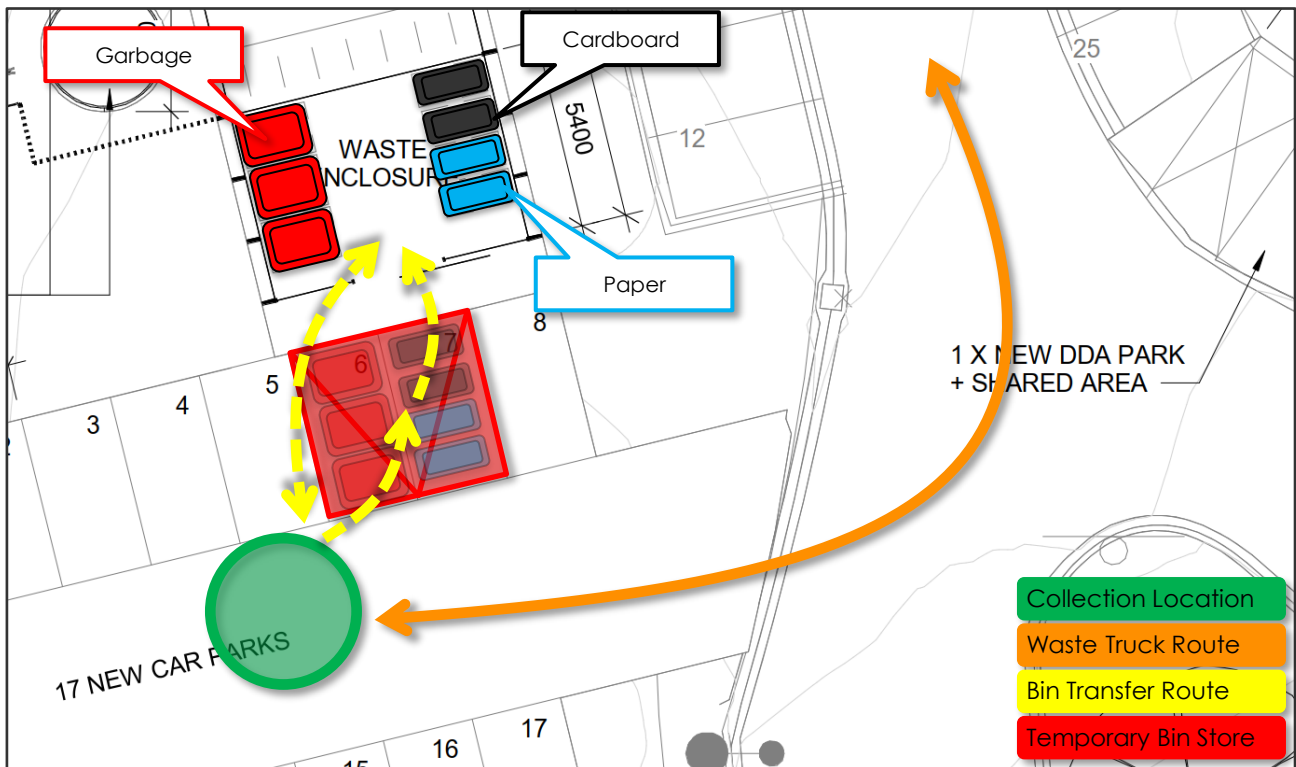 Garbage
Cardboard
25
12
5400
WASTE
NCLOSUR
Paper
8
7
6
5
4
3
1 X NEW DDA PARK
+ SHARED AREA
17 NEW CAR PARKS
17
16
15
Collection Location
Waste Truck Route
Bin Transfer Route
Temporary Bin Store